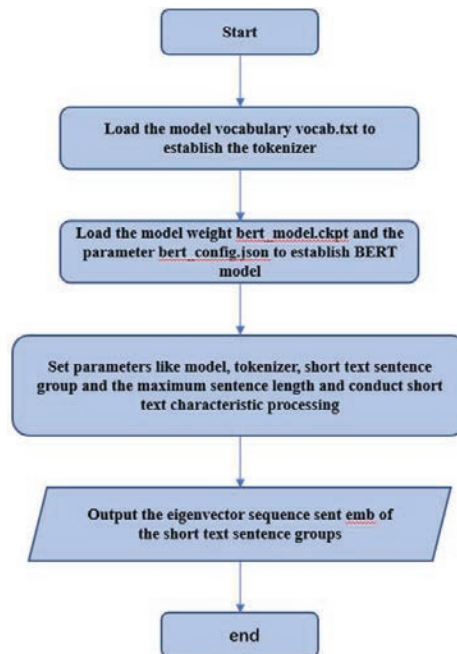 Start
Load the model vocabulary vocab.txt to
establish the tokenizer
Load the model weight bert_model.ckpt and the
parameter bert_config.json to establish BERT
model
Set parameters like model, tokenizer, short text sentence
group and the maximum sentence length and conduct short
text characteristic processing
Output the eigenvector sequence sent emb of
the short text sentence groups
end